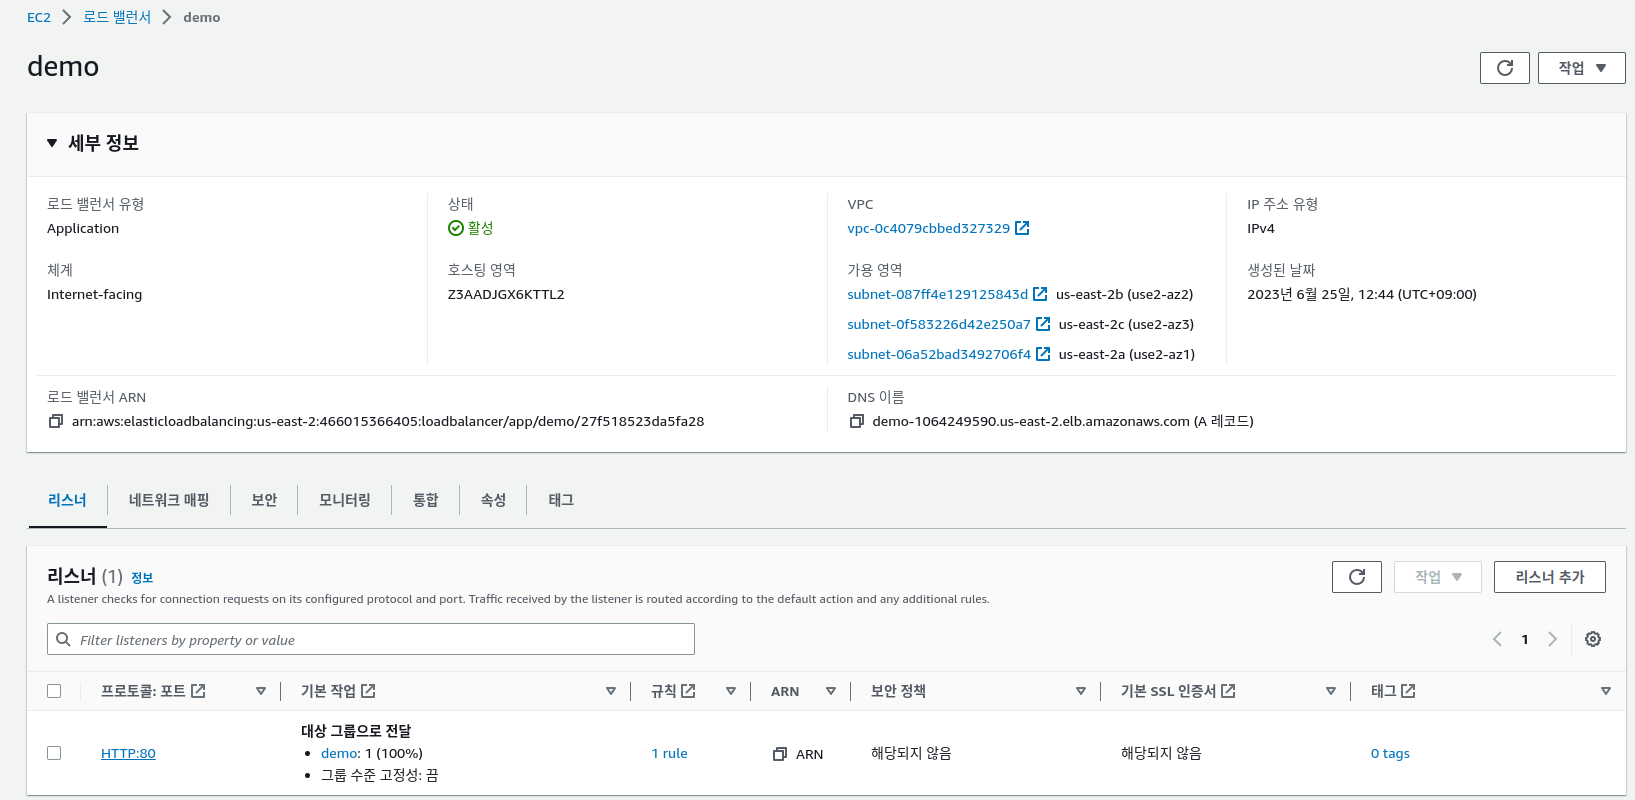 EC2 > 로드 밸런서 > demo
demo
작업
세부 정보
로드 밸런서 유형
Application
상태
활성
VPC
vpc-0c4079cbbed327329
IP 주소 유형
IPv4
체계
Internet-facing
호스팅 영역
Z3AADJGX6KTTL2
가용 영역
subnet-087ff4e129125843d us-east-2b (use2-az2)
subnet-0f583226d42e250a7 us-east-2c (use2-az3)
subnet-06a52bad3492706f4 us-east-2a (use2-az1)
생성된 날짜
2023년 6월 25일, 12:44 (UTC+09:00)
로드 밸런서 ARN
arn:aws:elasticloadbalancing:us-east-2:466015366405:loadbalancer/app/demo/27f518523da5fa28
DNS 이름
demo-1064249590.us-east-2.elb.amazonaws.com (A 레코드)
리스너 네트워크 매핑 보안 모니터링 통합 속성 태그
리스너 (1) 정보
작업 리스너 추가
A listener checks for connection requests on its configured protocol and port. Traffic received by the listener is routed according to the default action and any additional rules.
Filter listeners by property or value
1
프로토콜: 포트 기본 작업 규칙 ARN 보안 정책 기본 SSL 인증서 태그
대상 그룹으로 전달
HTTP:80 • demo: 1 (100%) 1 rule ARN 해당되지 않음 해당되지 않음 0 tags
• 그룹 수준 고정성: 끔